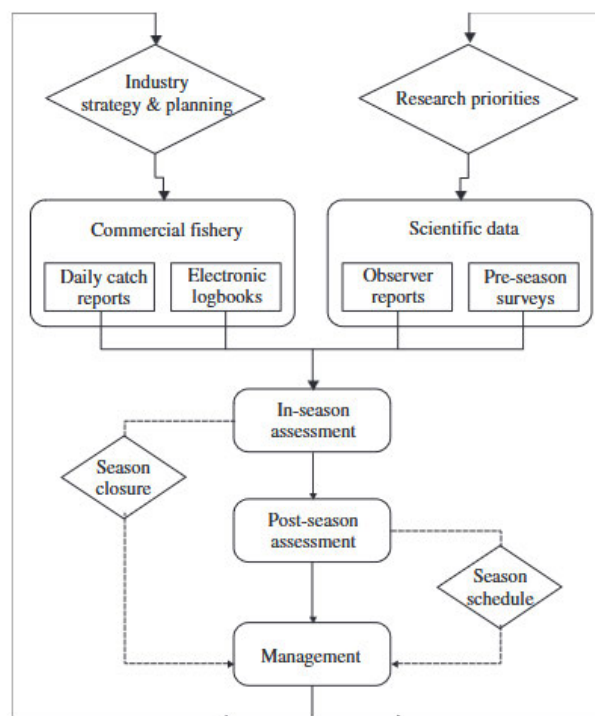 Industry
strategy & planning
Research priorities
Commercial fishery
Daily catch
reports
Electronic
logbooks
Scientific data
Observer
reports
Pre-season
surveys
In-season
assessment
Season
closure
Post-season
assessment
Season
schedule
Management